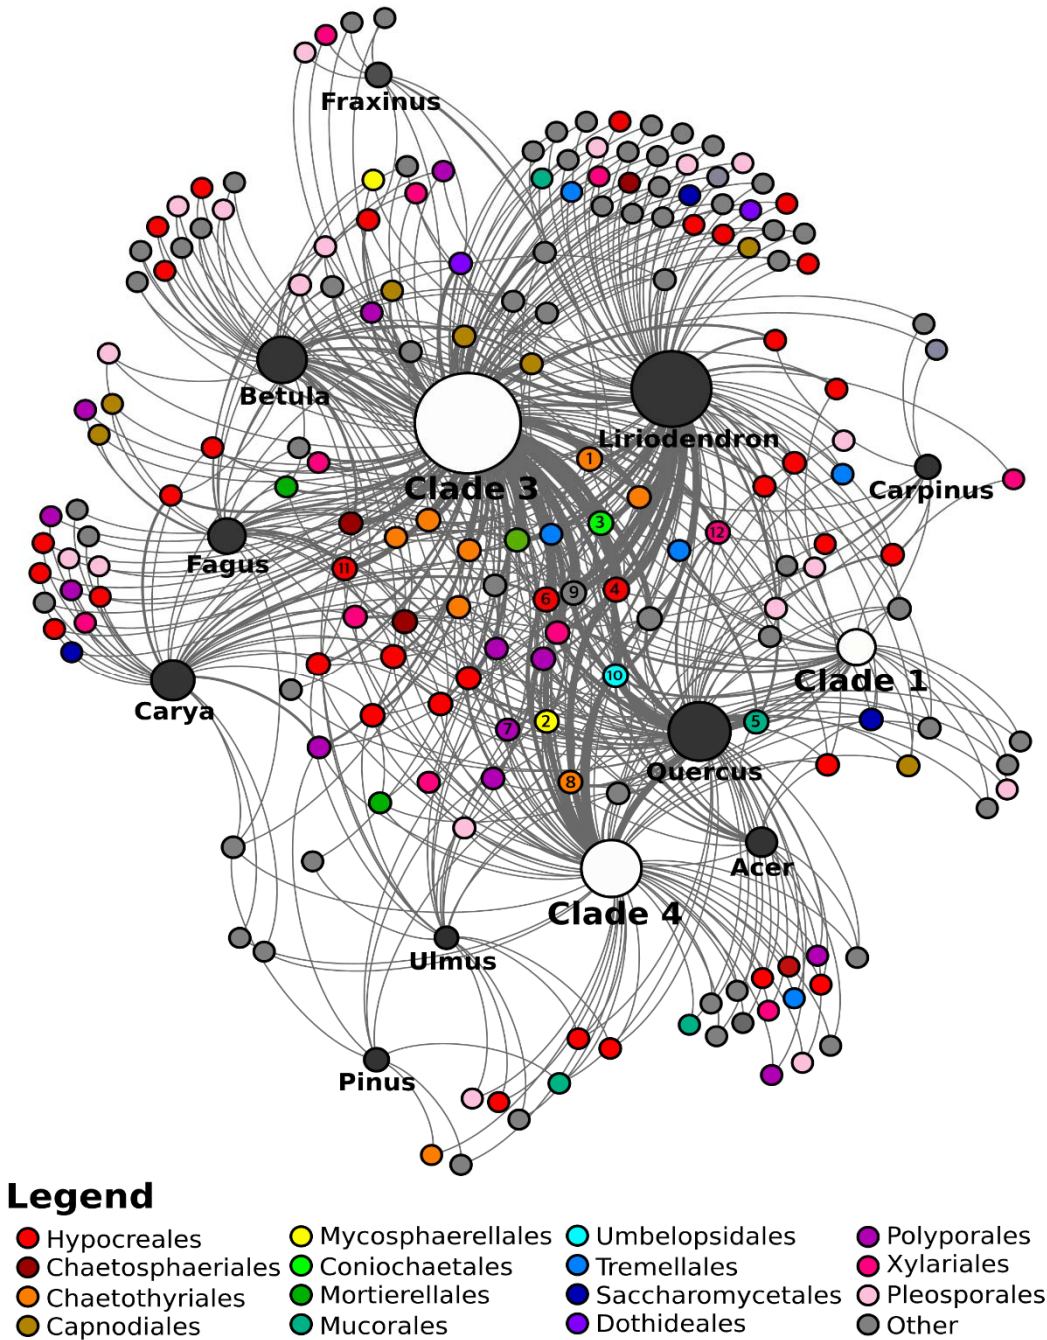 Fraxinus
Betula
Liriodendron
1
Clade 3
Carpinus
3
12
Fagus
11
6
9
4
10
Clade 1
Carya
7
2
5
Quercus
8
Acer
Clade 4
Ulmus
Pinus
Legend
Hypocreales
Chaetosphaeriales
Chaetothyriales
Capnodiales
Mycosphaerellales
Coniochaetales
Mortierellales
Mucorales
Umbelopsidales
Tremellales
Saccharomycetales
Dothideales
Polyporales
Xylariales
Pleosporales
Other